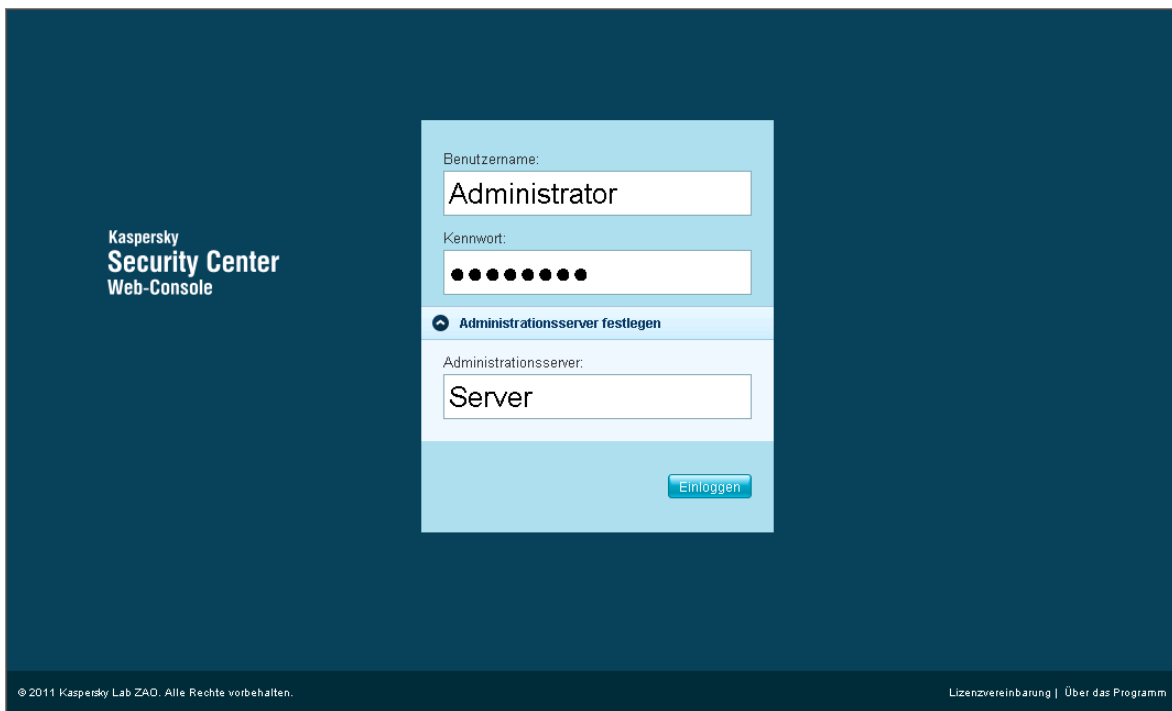 Kaspersky
Security Center
Web-Console
Benutzername:
Administrator
Kennwort:
●●●●●●●●
Administrationsserver festlegen
Administrationsserver:
Server
Einloggen
© 2011 Kaspersky Lab ZAO. Alle Rechte vorbehalten.
Lizenzvereinbarung | Über das Programm